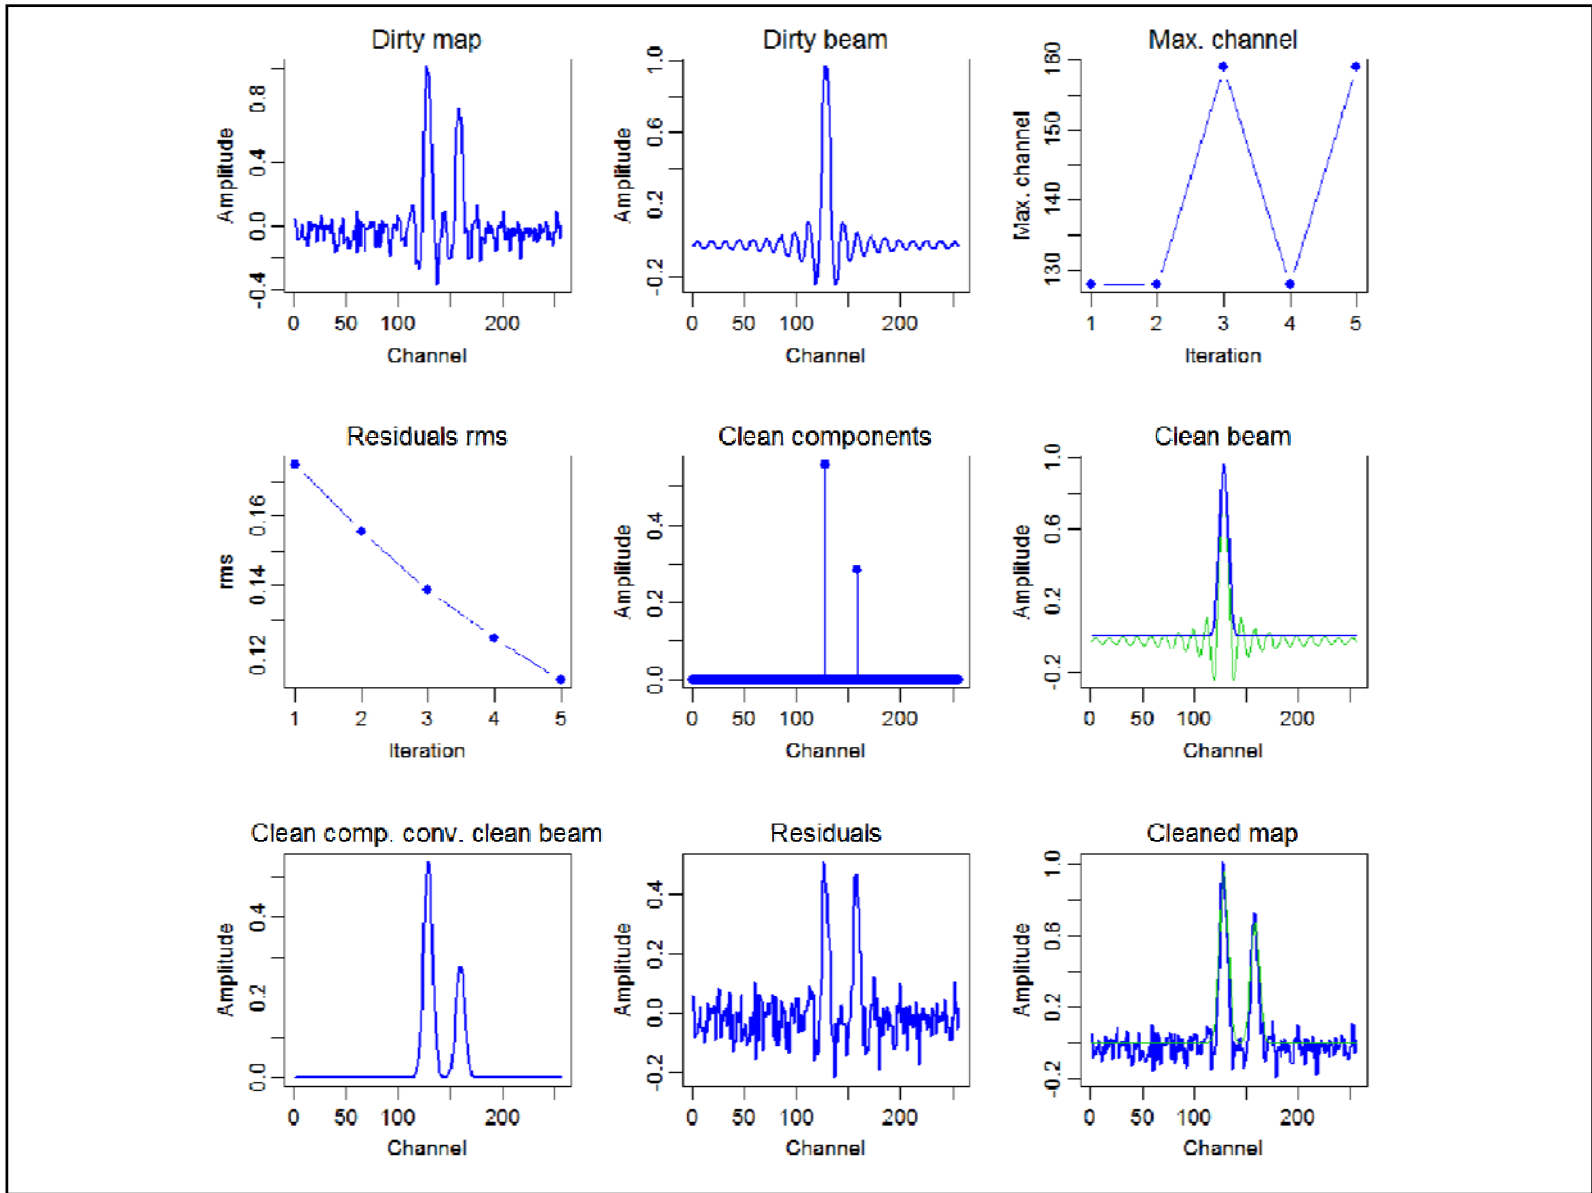 Dirty map
Dirty beam
Max. channel
Amplitude
-0.4 0.0 0.4 0.8
0 50 100 200
Channel
Amplitude
-0.2 0.2 0.6 1.0
0 50 100 200
Channel
Max. channel
130 140 150 160
1 2 3 4 5
Iteration
Residuals rms
Clean components
Clean beam
rms
0.12 0.14 0.16
1 2 3 4 5
Iteration
Amplitude
0.0 0.2 0.4
0 50 100 200
Channel
Amplitude
-0.2 0.2 0.6 1.0
0 50 100 200
Channel
Clean comp. conv. clean beam
Residuals
Cleaned map
Amplitude
0.0 0.2 0.4
0 50 100 200
Channel
Amplitude
-0.2 0.0 0.2 0.4
0 50 100 200
Channel
Amplitude
-0.2 0.2 0.6 1.0
0 50 100 200
Channel